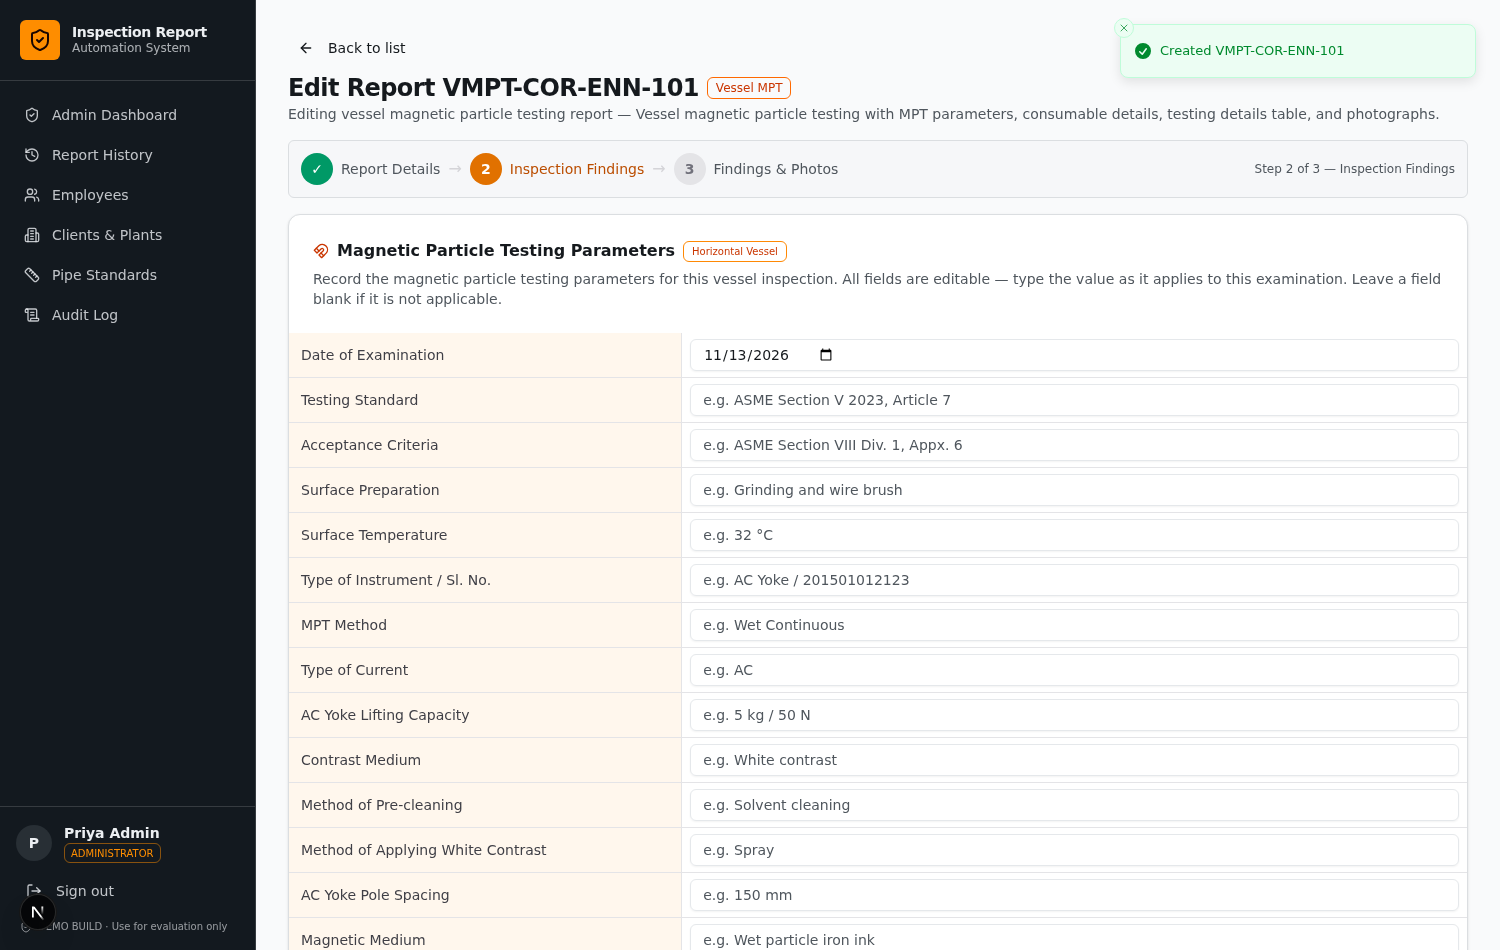 Inspection Report
Automation System
Admin Dashboard
Report History
Employees
Clients & Plants
Pipe Standards
Audit Log
P
Priya Admin
ADMINISTRATOR
Sign out
N
EMO BUILD · Use for evaluation only
Back to list
Created VMPT-COR-ENN-101
Edit Report VMPT-COR-ENN-101 Vessel MPT
Editing vessel magnetic particle testing report — Vessel magnetic particle testing with MPT parameters, consumable details, testing details table, and photographs.
✓ Report Details → 2 Inspection Findings → 3 Findings & Photos Step 2 of 3 — Inspection Findings
Magnetic Particle Testing Parameters Horizontal Vessel
Record the magnetic particle testing parameters for this vessel inspection. All fields are editable — type the value as it applies to this examination. Leave a field
blank if it is not applicable.
Date of Examination 11/13/2026
Testing Standard e.g. ASME Section V 2023, Article 7
Acceptance Criteria e.g. ASME Section VIII Div. 1, Appx. 6
Surface Preparation e.g. Grinding and wire brush
Surface Temperature e.g. 32 °C
Type of Instrument / Sl. No. e.g. AC Yoke / 201501012123
MPT Method e.g. Wet Continuous
Type of Current e.g. AC
AC Yoke Lifting Capacity e.g. 5 kg / 50 N
Contrast Medium e.g. White contrast
Method of Pre-cleaning e.g. Solvent cleaning
Method of Applying White Contrast e.g. Spray
AC Yoke Pole Spacing e.g. 150 mm
Magnetic Medium e.g. Wet particle iron ink